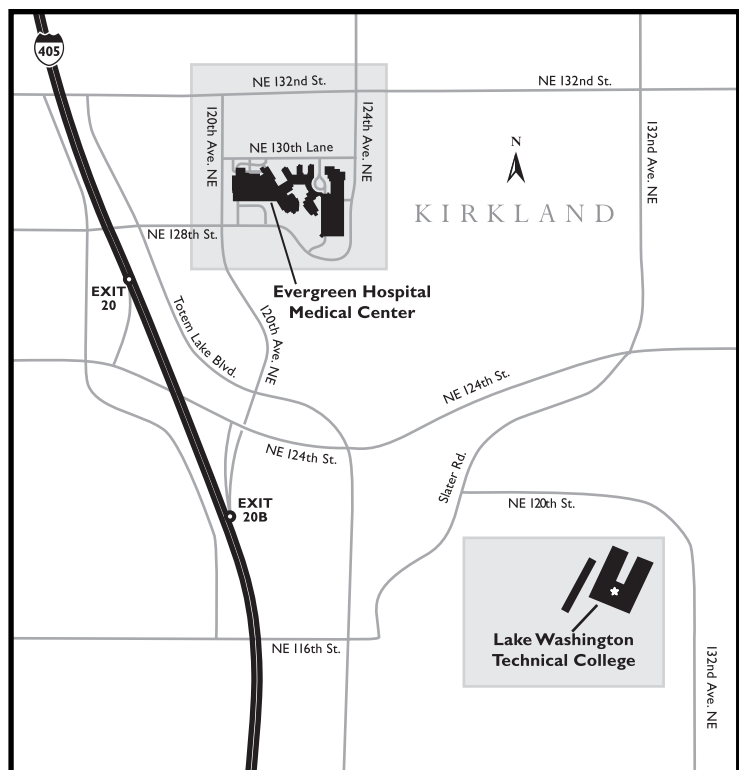 405
NE 132nd St.
NE 132nd St.
120th Ave. NE
124th Ave. NE
132nd Ave. NE
NE 130th Lane
N
KIRKLAND
NE 128th St.
EXIT
20
Evergreen Hospital
Medical Center
Totem Lake Blvd.
120th Ave. NE
NE 124th St.
NE 124th St.
Slater Rd.
EXIT
20B
NE 120th St.
Lake Washington
Technical College
NE 116th St.
132nd Ave. NE